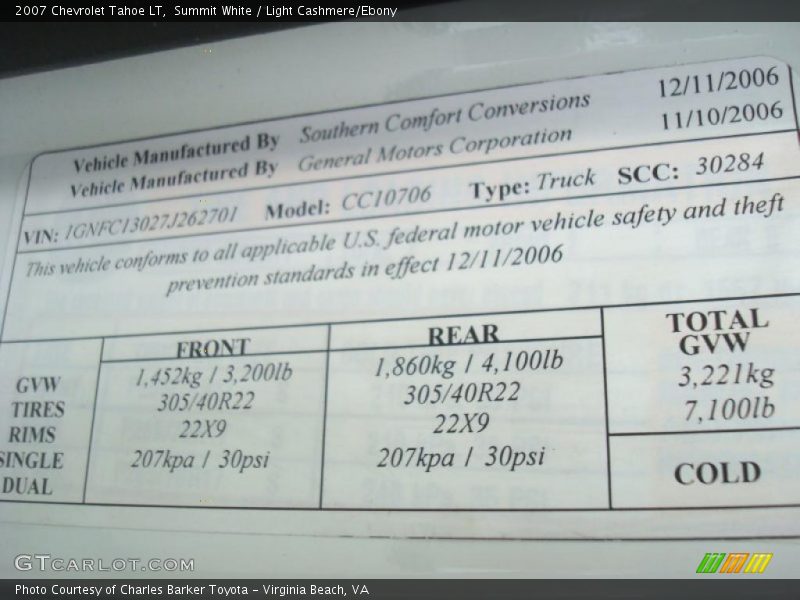 2007 Chevrolet Tahoe LT,  Summit White / Light Cashmere/Ebony
Vehicle Manufactured By Southern Comfort Conversions 12/11/2006
Vehicle Manufactured By General Motors Corporation 11/10/2006
VIN: 1GNFC13027J262701 Model: CC10706 Type: Truck SCC: 30284
This vehicle conforms to all applicable U.S. federal motor vehicle safety and theft
prevention standards in effect 12/11/2006
FRONT REAR TOTAL
GVW
GVW 1,452kg / 3,200lb 1,860kg / 4,100lb 3,221kg
TIRES 305/40R22 305/40R22 7,100lb
RIMS 22X9 22X9
SINGLE 207kpa / 30psi 207kpa / 30psi COLD
DUAL
GTCARLOT.COM
Photo Courtesy of Charles Barker Toyota - Virginia Beach, VA